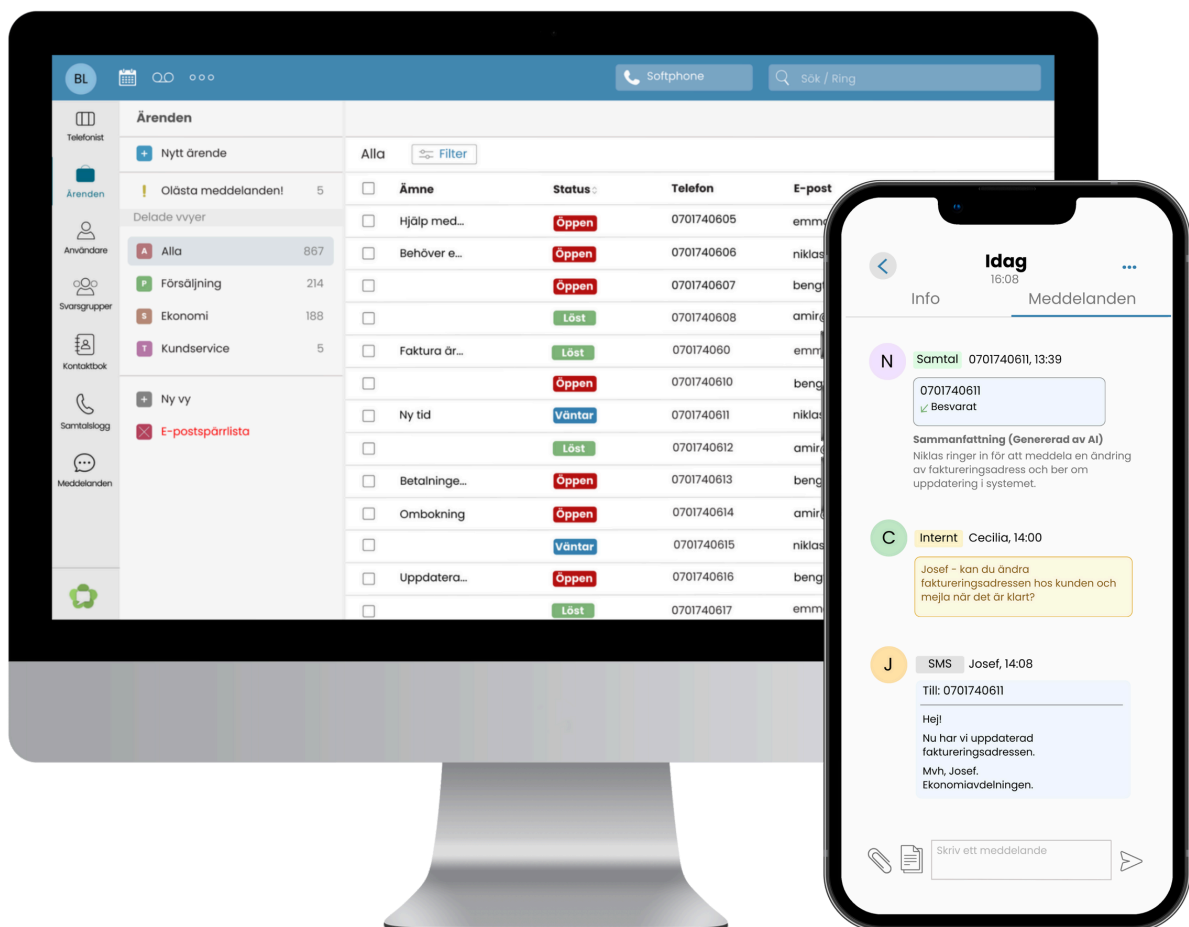 BL
Softphone
Sök / Ring
Telefonist
Ärenden
Användare
Svarsgrupper
Kontaktbok
Samtalslogg
Meddelanden
Ärenden
Nytt ärende
Olästa meddelanden! 5
Delade vvyer
A Alla 867
P Försäljning 214
S Ekonomi 188
T Kundservice 5
Ny vy
E-postspärrlista
Alla Filter
Ämne Status Telefon E-post
Hjälp med... Öppen 0701740605
Behöver e... Öppen 0701740606 niklas
Öppen 0701740607
Löst 0701740608
Faktura är... Löst 070174060
Öppen 0701740610 beng
Ny tid Väntar 0701740611 niklas
Löst 0701740612
Betalninge... Öppen 0701740613 beng
Ombokning Öppen 0701740614
Väntar 0701740615 niklas
Uppdatera... Öppen 0701740616 beng
Löst 0701740617
Idag
16:08
Info Meddelanden
N Samtal 0701740611, 13:39
0701740611
Besvarat
Sammanfattning (Genererad av AI)
Niklas ringer in för att meddela en ändring
av faktureringsadress och ber om
uppdatering i systemet.
C Internt Cecilia, 14:00
Josef - kan du ändra
faktureringsadressen hos kunden och
mejla när det är klart?
J SMS Josef, 14:08
Till: 0701740611
Hej!
Nu har vi uppdaterad
faktureringsadressen.
Mvh, Josef.
Ekonomiavdelningen.
Skriv ett meddelande